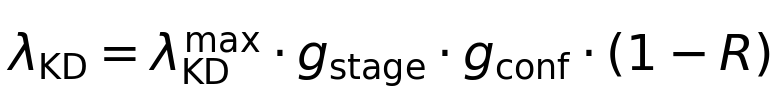 λ_KD = λ_KD^max · g_stage · g_conf · (1 − R)